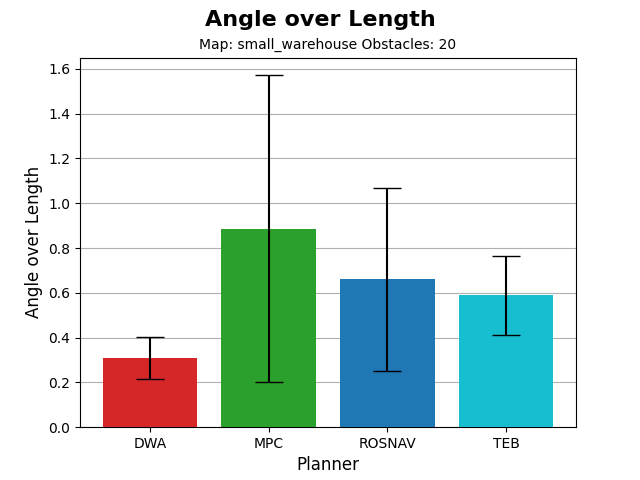 Angle over Length
Map: small_warehouse Obstacles: 20
1.6
1.4
1.2
1.0
0.8
0.6
0.4
0.2
0.0
Angle over Length
DWA
MPC
ROSNAV
TEB
Planner